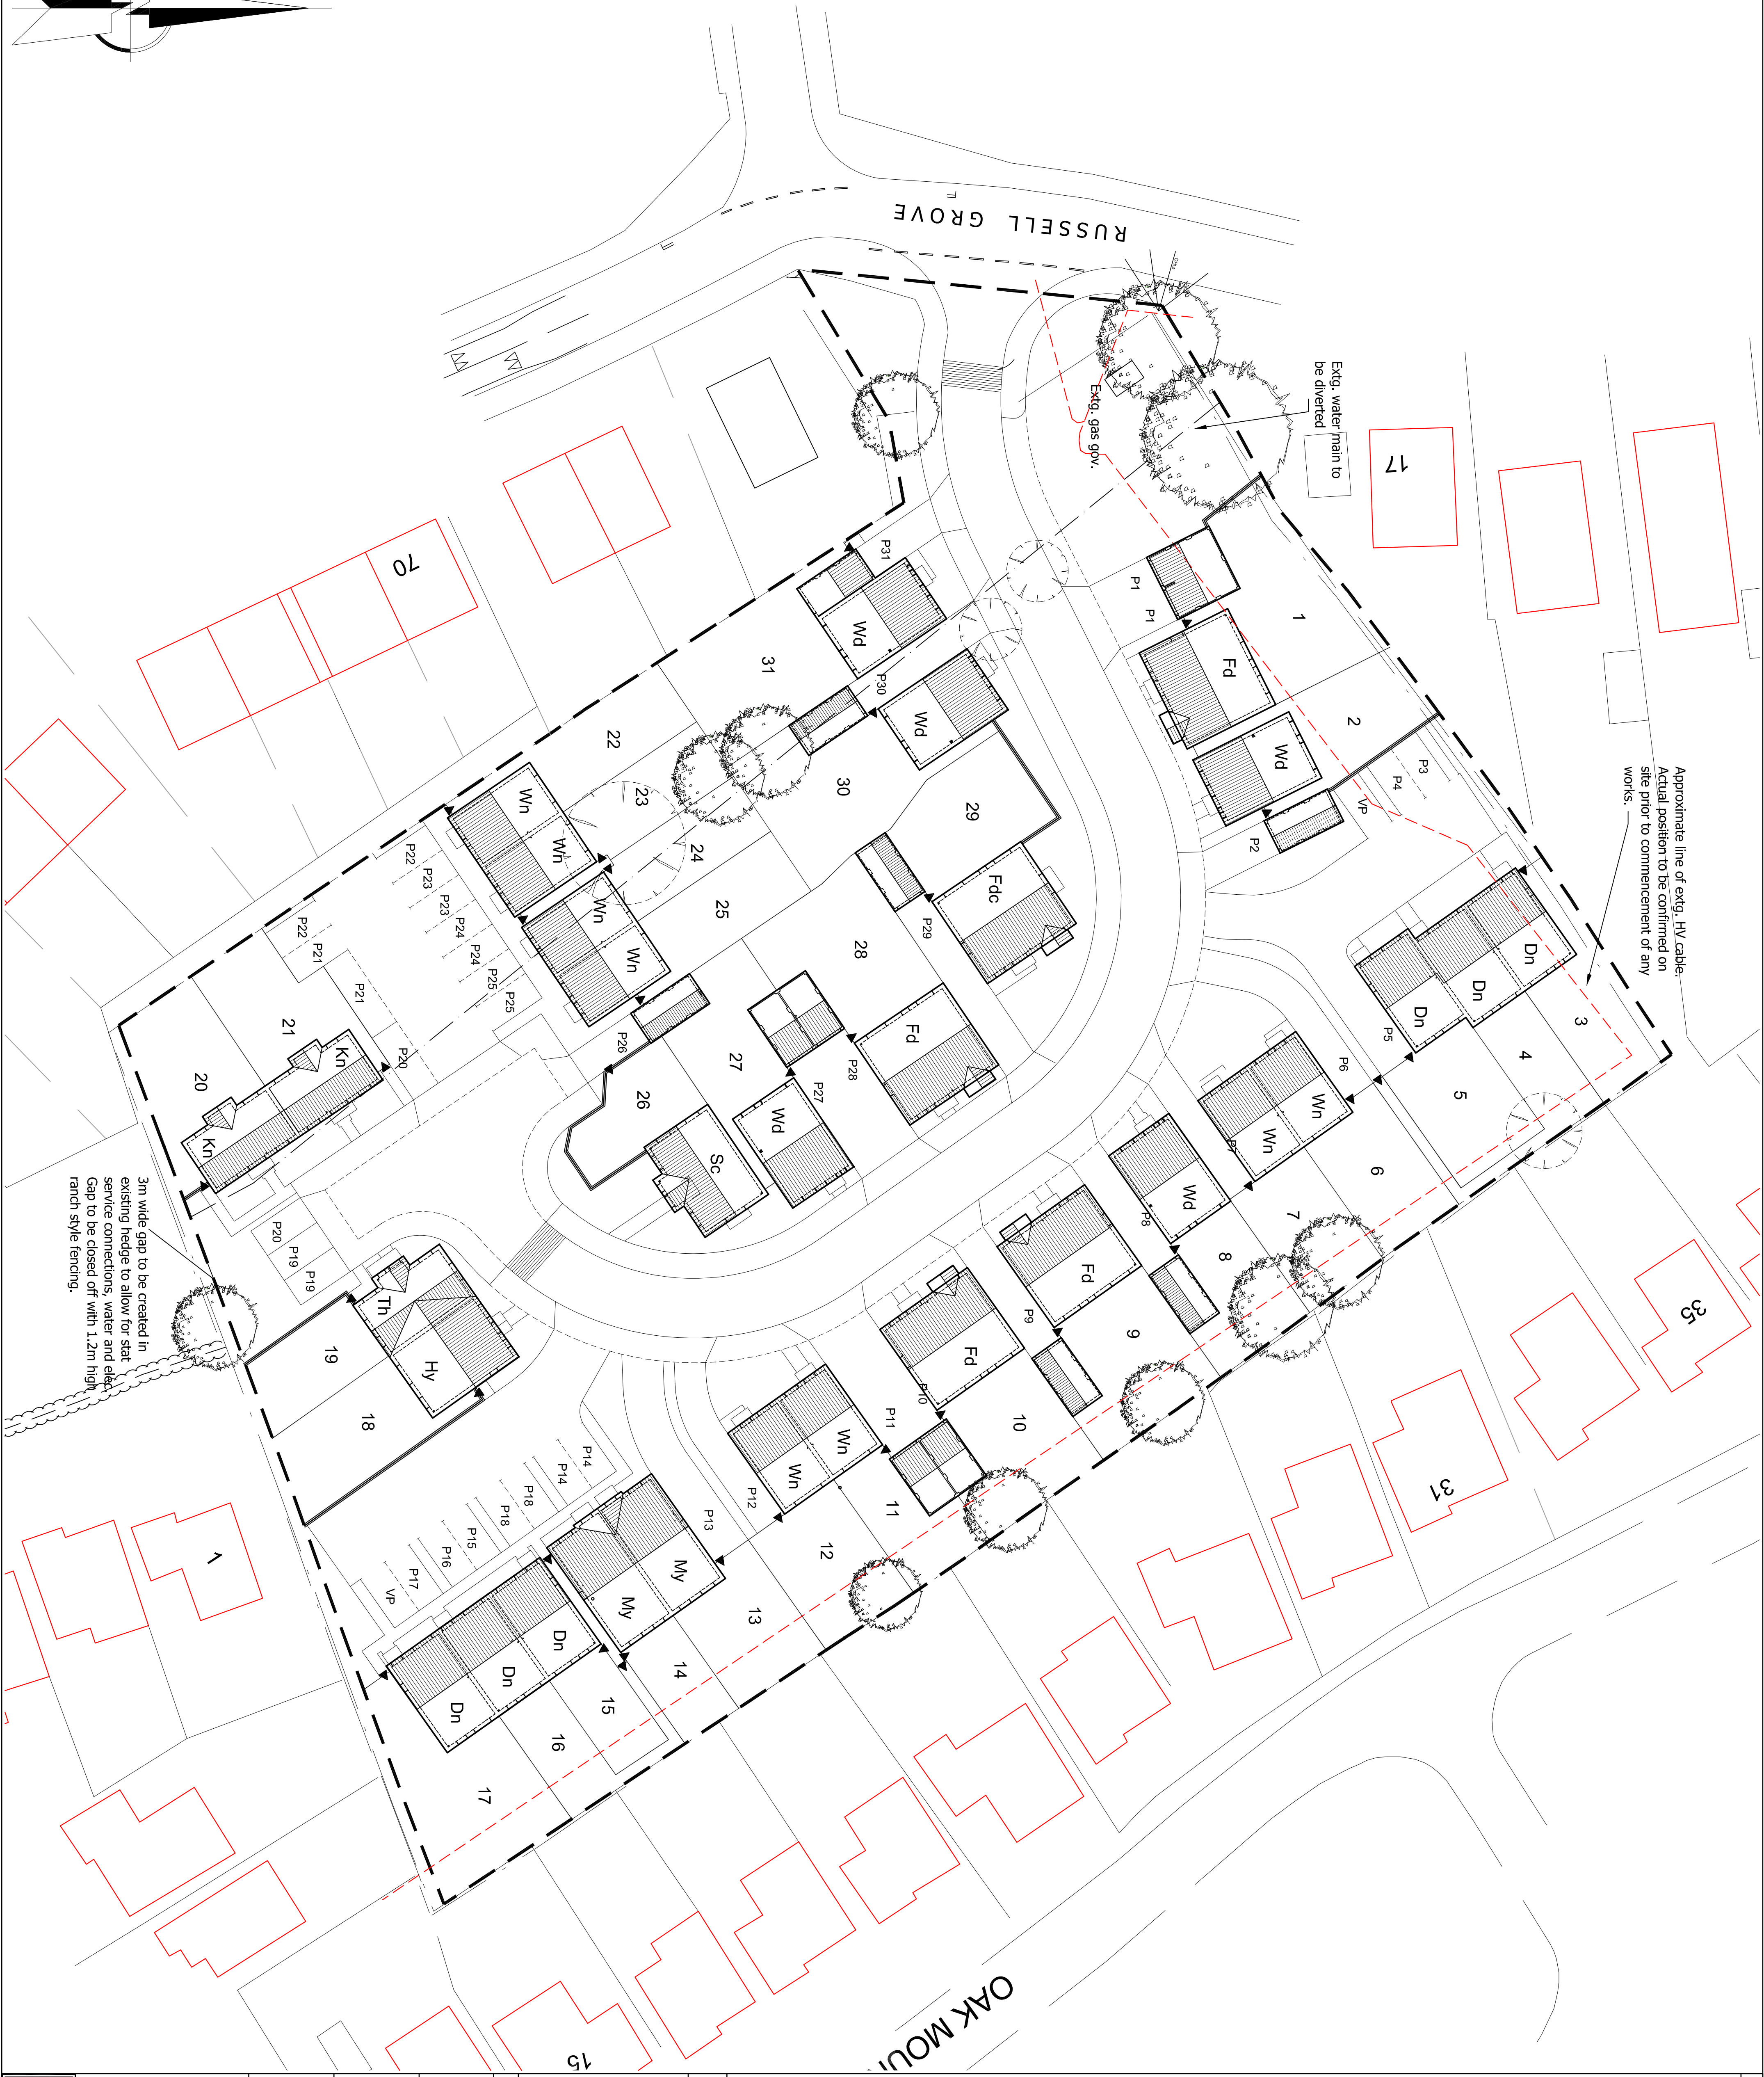 RUSSELL GROVE
Extg. water main to
be diverted
Extg. gas gov.
17
Approximate line of extg. HV cable.
Actual position to be confirmed on
site prior to commencement of any
works.
70
P31
Wd
31
P30
Wd
30
29
P1
P1
1
Fd
2
Wd
P2
P3
P4
VP
22
23
24
25
Wn
Wn
Wn
Wn
P22
P23
P23
P24
P24
P25
P25
P22
P21
P21
P20
Fdc
P29
28
Fd
P28
27
P27
Wd
P26
26
Sc
Dn
Dn
Dn
P5
3
4
5
P6
Wn
Wn
P7
6
7
Wd
P8
8
Fd
P9
9
Fd
P10
10
21
20
Kn
Kn
P20
P19
P19
3m wide gap to be created in
existing hedge to allow for stat
service connections, water and elec
Gap to be closed off with 1.2m high
ranch style fencing.
Th
Hy
19
18
P11
Wn
Wn
P12
11
12
P13
13
My
My
14
P14
P14
P18
P18
P15
P16
P17
VP
Dn
Dn
Dn
15
16
17
35
31
1
15
OAK MOUN